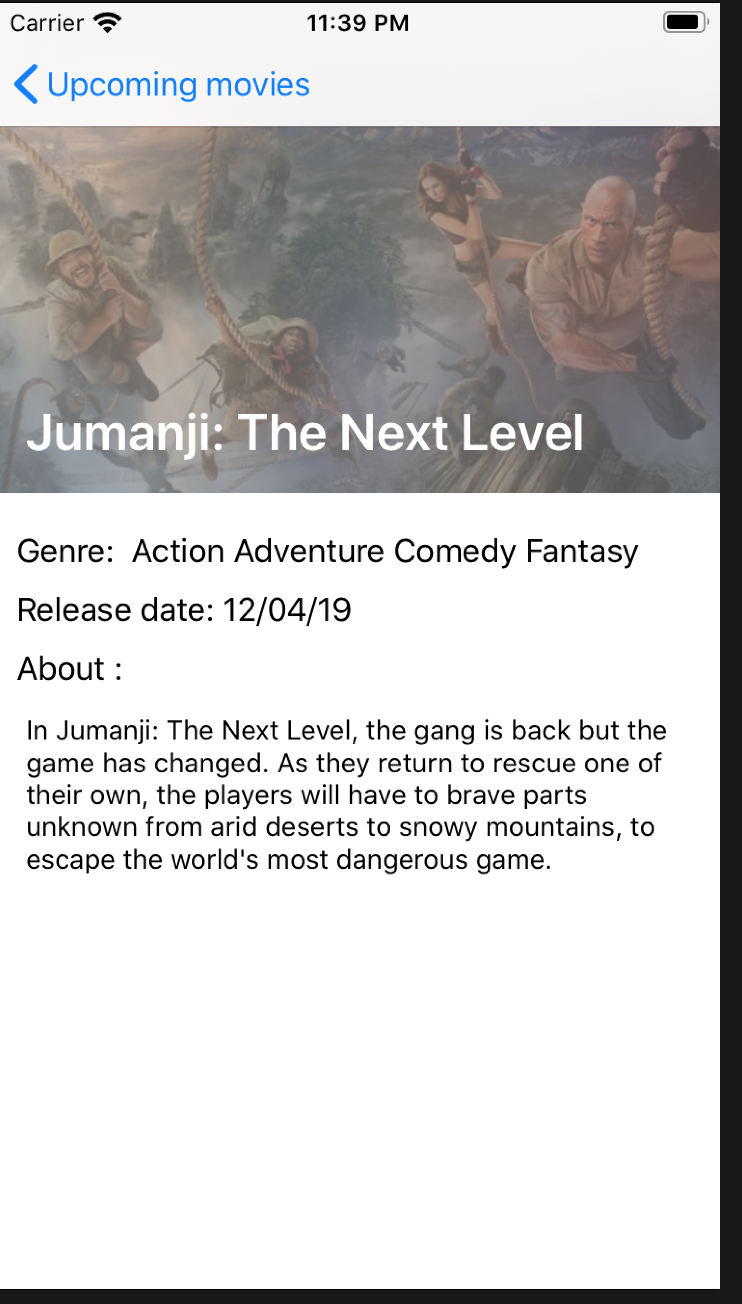 Carrier 11:39 PM
Upcoming movies
Jumanji: The Next Level
Genre:  Action Adventure Comedy Fantasy
Release date: 12/04/19
About :
In Jumanji: The Next Level, the gang is back but the
game has changed. As they return to rescue one of
their own, the players will have to brave parts
unknown from arid deserts to snowy mountains, to
escape the world's most dangerous game.